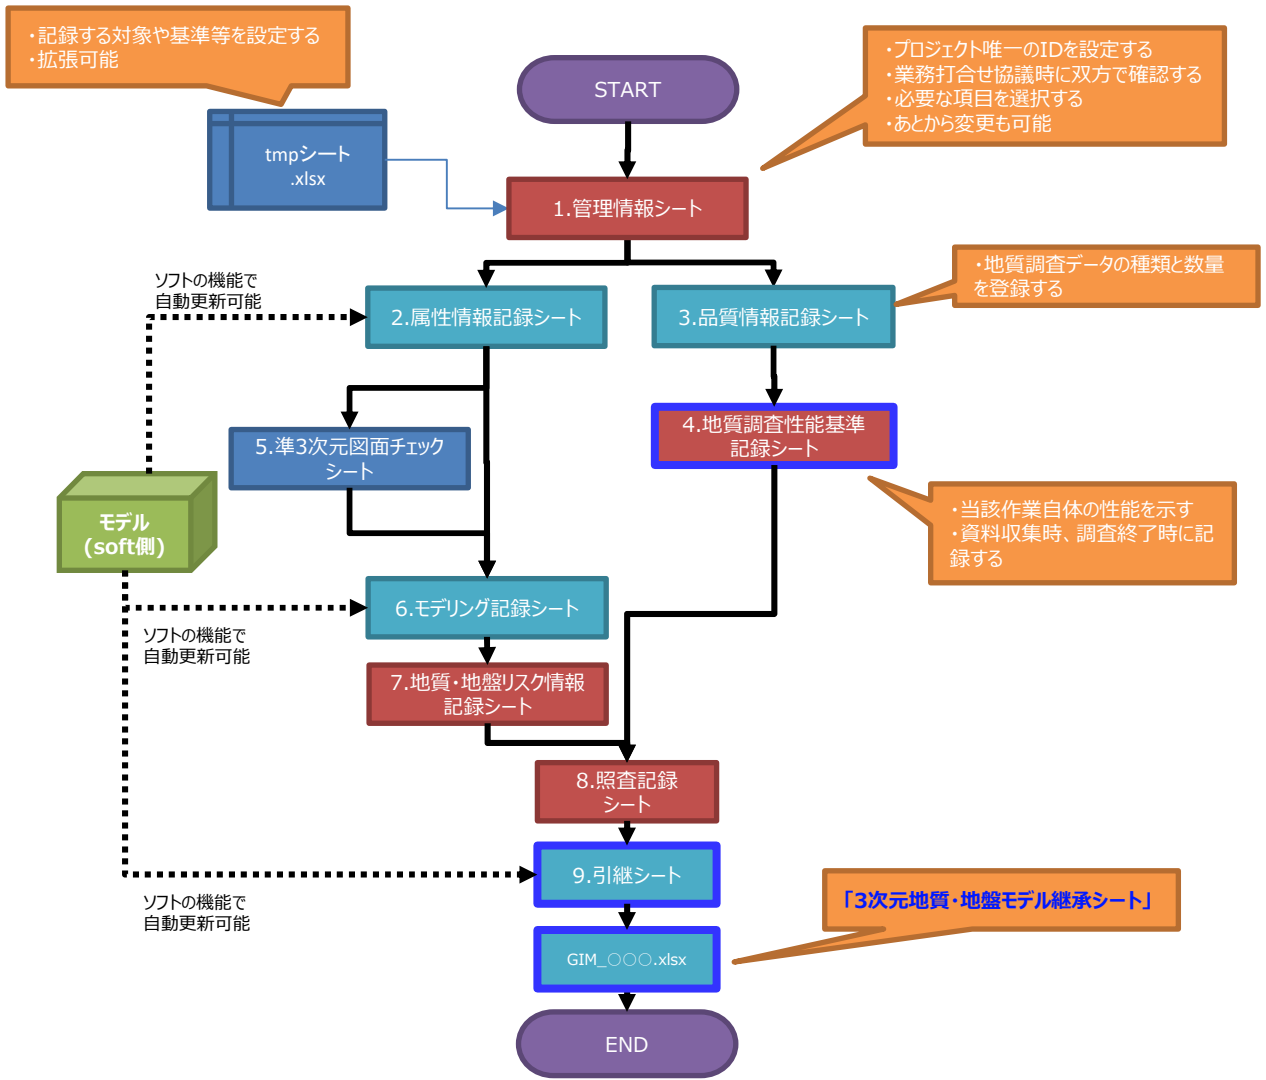 ・記録する対象や基準等を設定する
・拡張可能
START
・プロジェクト唯一のIDを設定する
・業務打合せ協議時に双方で確認する
・必要な項目を選択する
・あとから変更も可能
tmpシート
.xlsx
1.管理情報シート
ソフトの機能で
自動更新可能
・地質調査データの種類と数量
を登録する
2.属性情報記録シート
3.品質情報記録シート
4.地質調査性能基準
記録シート
5.準3次元図面チェック
シート
モデル
(soft側)
・当該作業自体の性能を示す
・資料収集時、調査終了時に記
録する
6.モデリング記録シート
ソフトの機能で
自動更新可能
7.地質・地盤リスク情報
記録シート
8.照査記録
シート
9.引継シート
ソフトの機能で
自動更新可能
「3次元地質・地盤モデル継承シート」
GIM_○○○.xlsx
END